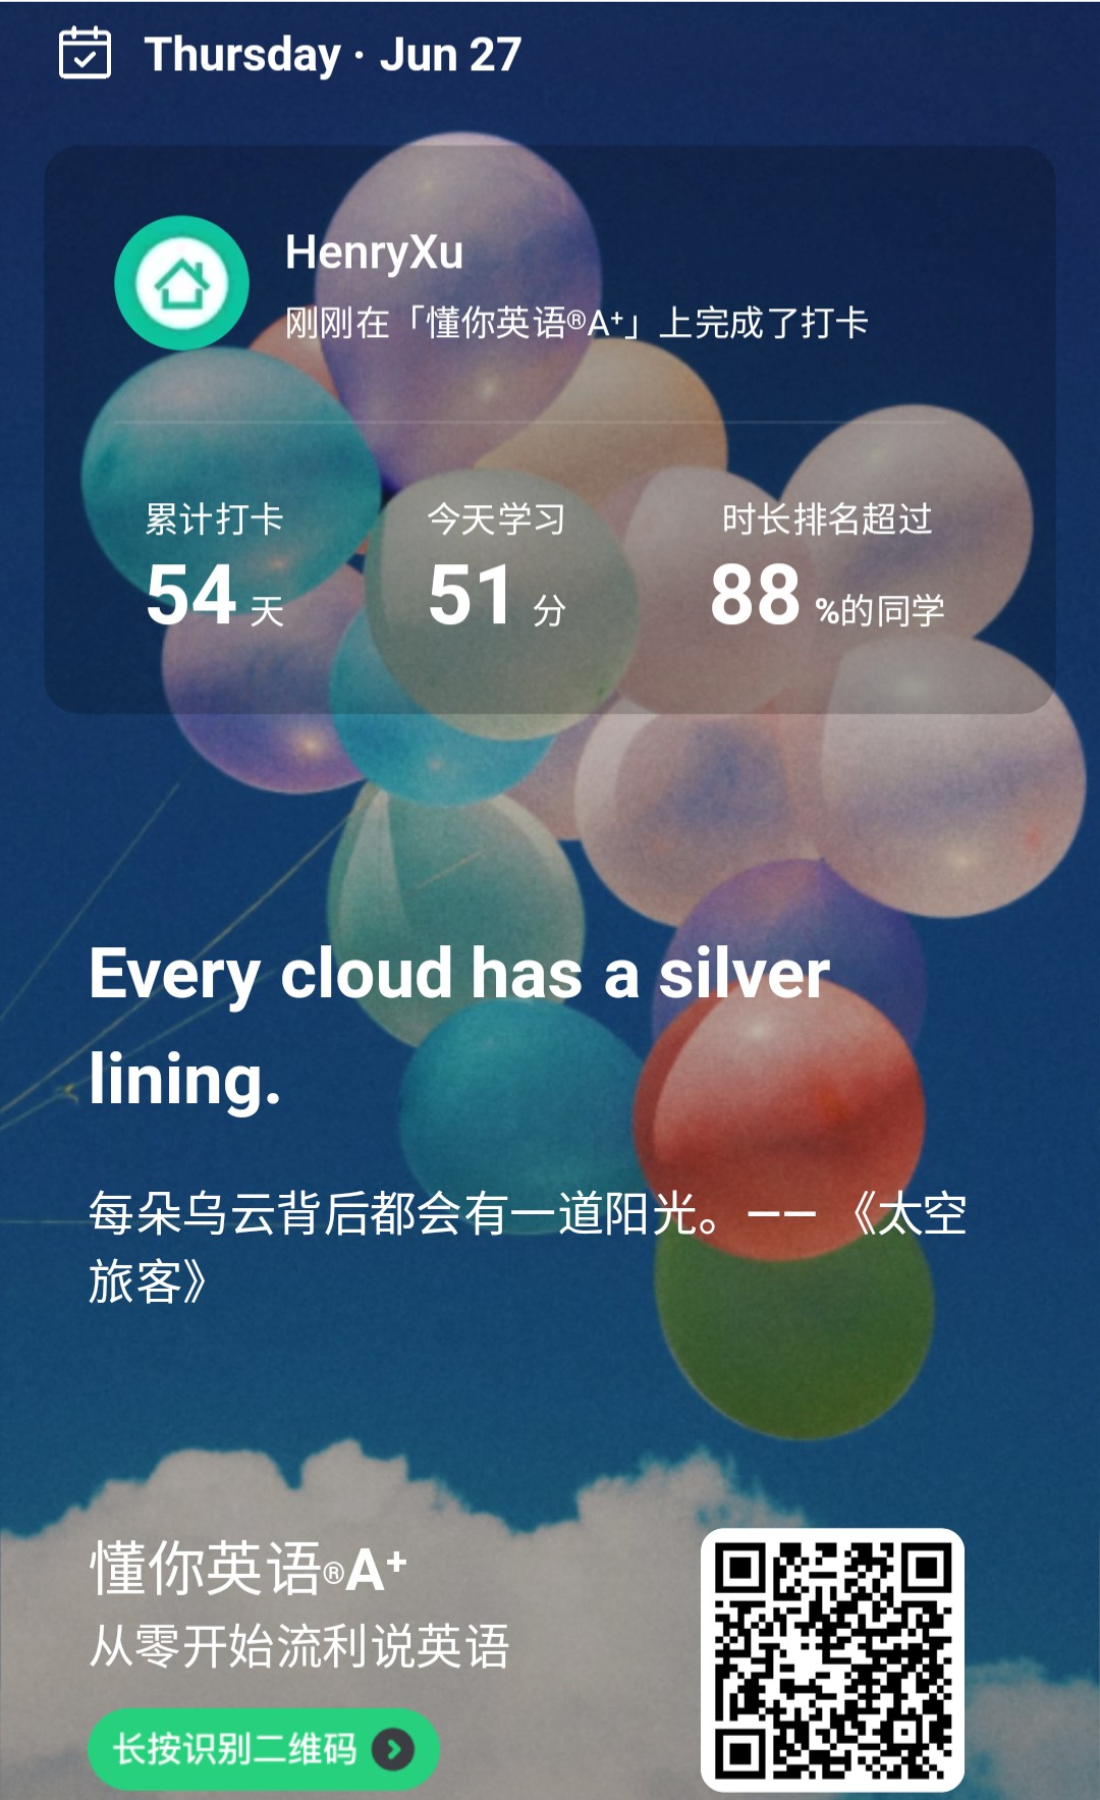 Thursday · Jun 27
HenryXu
刚刚在「懂你英语®A⁺」上完成了打卡
累计打卡 今天学习 时长排名超过
54 天 51 分 88 %的同学
Every cloud has a silver
lining.
每朵乌云背后都会有一道阳光。—— 《太空
旅客》
懂你英语®A⁺
从零开始流利说英语
长按识别二维码